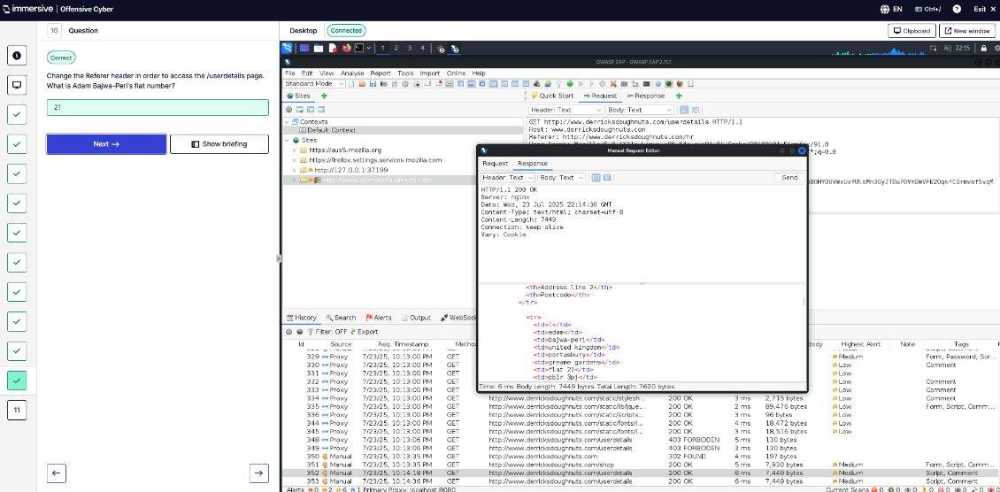 immersive | Offensive Cyber
EN
Ctrl+/
Exit
10 Question
Correct
Change the Referer header in order to access the /userdetails page.
What is Adam Bajwa-Peri's flat number?
21
Next →
Show briefing
11
Desktop Connected
Clipboard
New window
1 2 3 4
22:15
OWASP ZAP - OWASP ZAP 2.11.1
File Edit View Analyse Report Tools Import Online Help
Standard Mode
Sites
Quick Start → Request ← Response
Header: Text Body: Text
Contexts
Default Context
Sites
https://aus5.mozilla.org
https://firefox.settings.services.mozilla.com
http://127.0.0.1:37199
http://www.derricksdoughnuts.com
GET http://www.derricksdoughnuts.com/userdetails HTTP/1.1
Host: www.derricksdoughnuts.com
Referer: http://www.derricksdoughnuts.com/hr
;q=0.8
Manual Request Editor
Request Response
Header: Text Body: Text Send
HTTP/1.1 200 OK
Server: nginx
Date: Wed, 23 Jul 2025 22:14:36 GMT
Content-Type: text/html; charset=utf-8
Content-Length: 7449
Connection: keep-alive
Vary: Cookie
<th>Address line 2</th>
<th>Postcode</th>
</tr>
<tr>
<td>1</td>
<td>adam</td>
<td>bajwa-peri</td>
<td>united kingdom</td>
<td>portasbury</td>
<td>greame gardens</td>
<td>flat 21</td>
<td>pb1r 3pj</td>
Time: 6 ms Body Length: 7449 bytes Total Length: 7620 bytes
History Search Alerts Output WebSock
Filter: OFF Export
Id Source Req. Timestamp Metho Body Highest Alert Note Tags
329 Proxy 7/23/25, 10:13:00 PM GET Medium Form, Password, Scr...
330 Proxy 7/23/25, 10:13:00 PM GET Low Comment
331 Proxy 7/23/25, 10:13:00 PM GET Low
332 Proxy 7/23/25, 10:13:00 PM GET Low Comment
333 Proxy 7/23/25, 10:13:00 PM GET Low Comment
334 Proxy 7/23/25, 10:13:00 PM GET http://www.derricksdoughnuts.com/static/stylesh... 200 OK 3 ms 2,715 bytes Low Comment
335 Proxy 7/23/25, 10:13:00 PM GET http://www.derricksdoughnuts.com/static/lib/jque... 200 OK 2 ms 89,476 bytes Low Form, Script, Comm...
336 Proxy 7/23/25, 10:13:00 PM GET http://www.derricksdoughnuts.com/static/scripts... 200 OK 3 ms 96 bytes Low
344 Proxy 7/23/25, 10:13:00 PM GET http://www.derricksdoughnuts.com/static/fonts/l... 200 OK 4 ms 18,472 bytes Low
345 Proxy 7/23/25, 10:13:00 PM GET http://www.derricksdoughnuts.com/static/fonts/l... 200 OK 3 ms 18,516 bytes Low
348 Proxy 7/23/25, 10:13:06 PM GET http://www.derricksdoughnuts.com/userdetails 403 FORBIDDEN 5 ms 130 bytes
349 Proxy 7/23/25, 10:13:06 PM GET http://www.derricksdoughnuts.com/userdetails 403 FORBIDDEN 3 ms 130 bytes
350 Manual 7/23/25, 10:13:35 PM GET http://www.derricksdoughnuts.com 302 FOUND 4 ms 197 bytes
351 Manual 7/23/25, 10:13:35 PM GET http://www.derricksdoughnuts.com/shop 200 OK 5 ms 7,930 bytes Medium Form, Script, Comm...
352 Manual 7/23/25, 10:14:18 PM GET http://www.derricksdoughnuts.com/userdetails 200 OK 6 ms 7,449 bytes Medium Script, Comment
353 Manual 7/23/25, 10:14:36 PM GET http://www.derricksdoughnuts.com/userdetails 200 OK 6 ms 7,449 bytes Medium Script, Comment
Alerts 0 2 6 1 Primary Proxy: localhost:8080 Current Scans 0 0 0 0 0 0 0 0